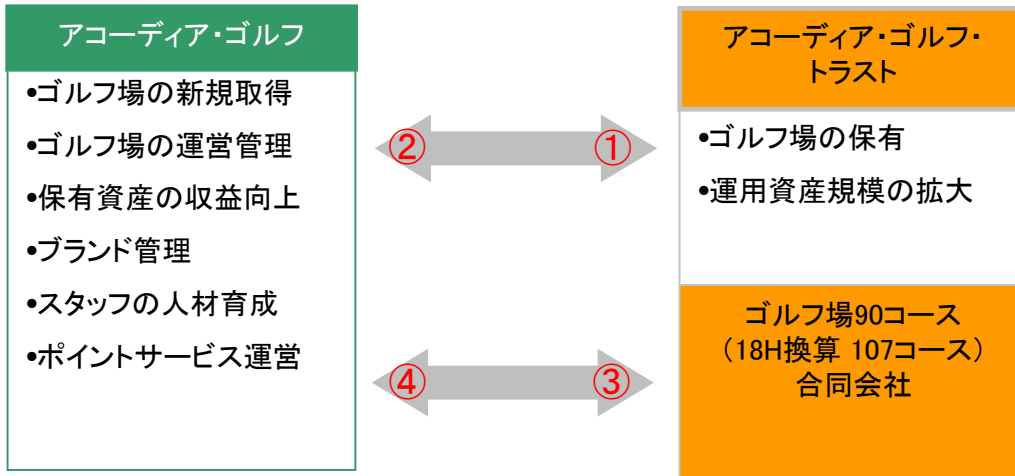 アコーディア・ゴルフ
•ゴルフ場の新規取得
•ゴルフ場の運営管理
•保有資産の収益向上
•ブランド管理
•スタッフの人材育成
•ポイントサービス運営
②
①
④
③
アコーディア・ゴルフ・
トラスト
•ゴルフ場の保有
•運用資産規模の拡大
ゴルフ場90コース
（18H換算 107コース）
合同会社